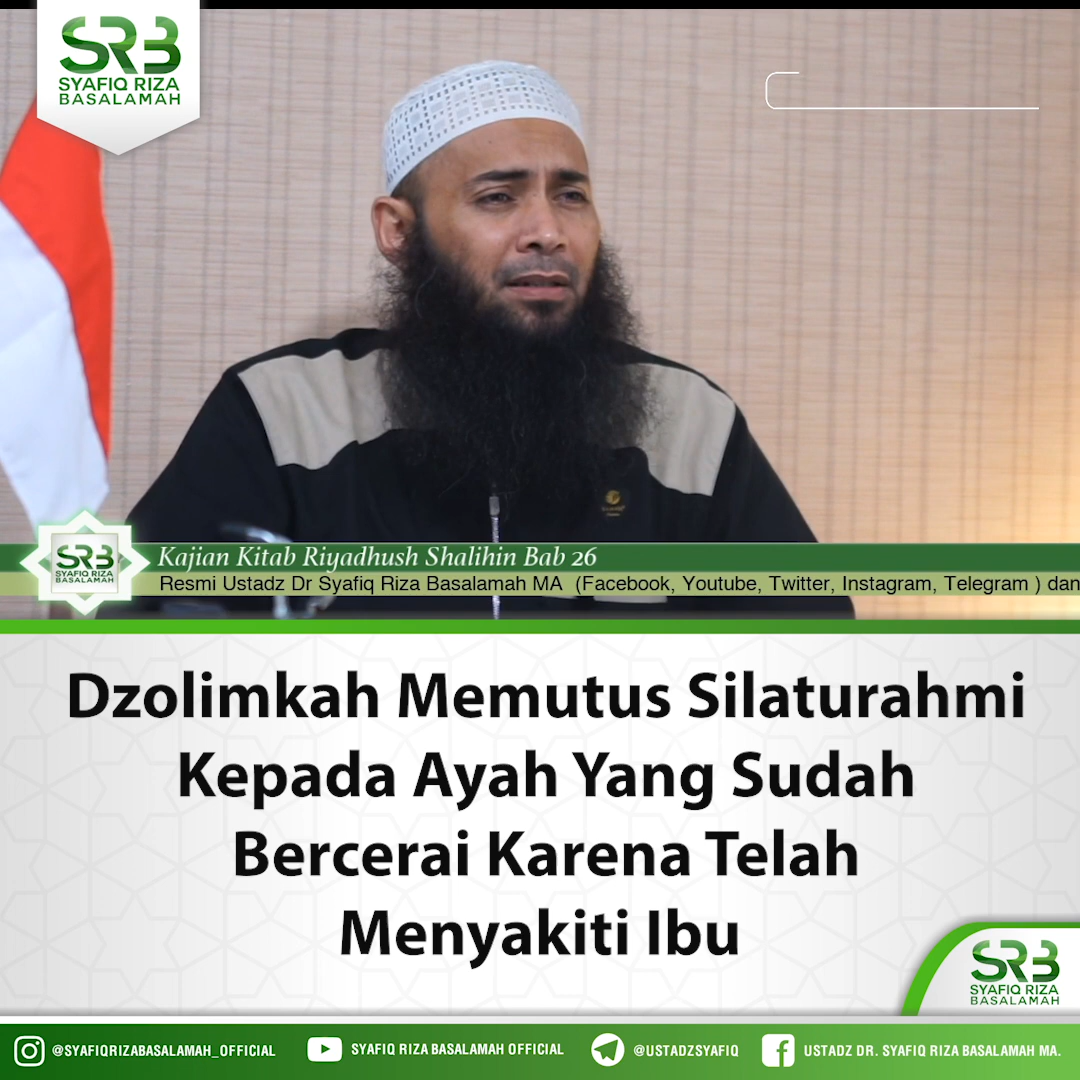 SRB
SYAFIQ RIZA
BASALAMAH
SRB
SYAFIQ RIZA
BASALAMAH
Kajian Kitab Riyadhush Shalihin Bab 26
Resmi Ustadz Dr Syafiq Riza Basalamah MA (Facebook, Youtube, Twitter, Instagram, Telegram ) dan
Dzolimkah Memutus Silaturahmi
Kepada Ayah Yang Sudah
Bercerai Karena Telah
Menyakiti Ibu
SRB
SYAFIQ RIZA
BASALAMAH
@SYAFIQRIZABASALAMAH_OFFICIAL
SYAFIQ RIZA BASALAMAH OFFICIAL
@USTADZSYAFIQ
USTADZ DR. SYAFIQ RIZA BASALAMAH MA.